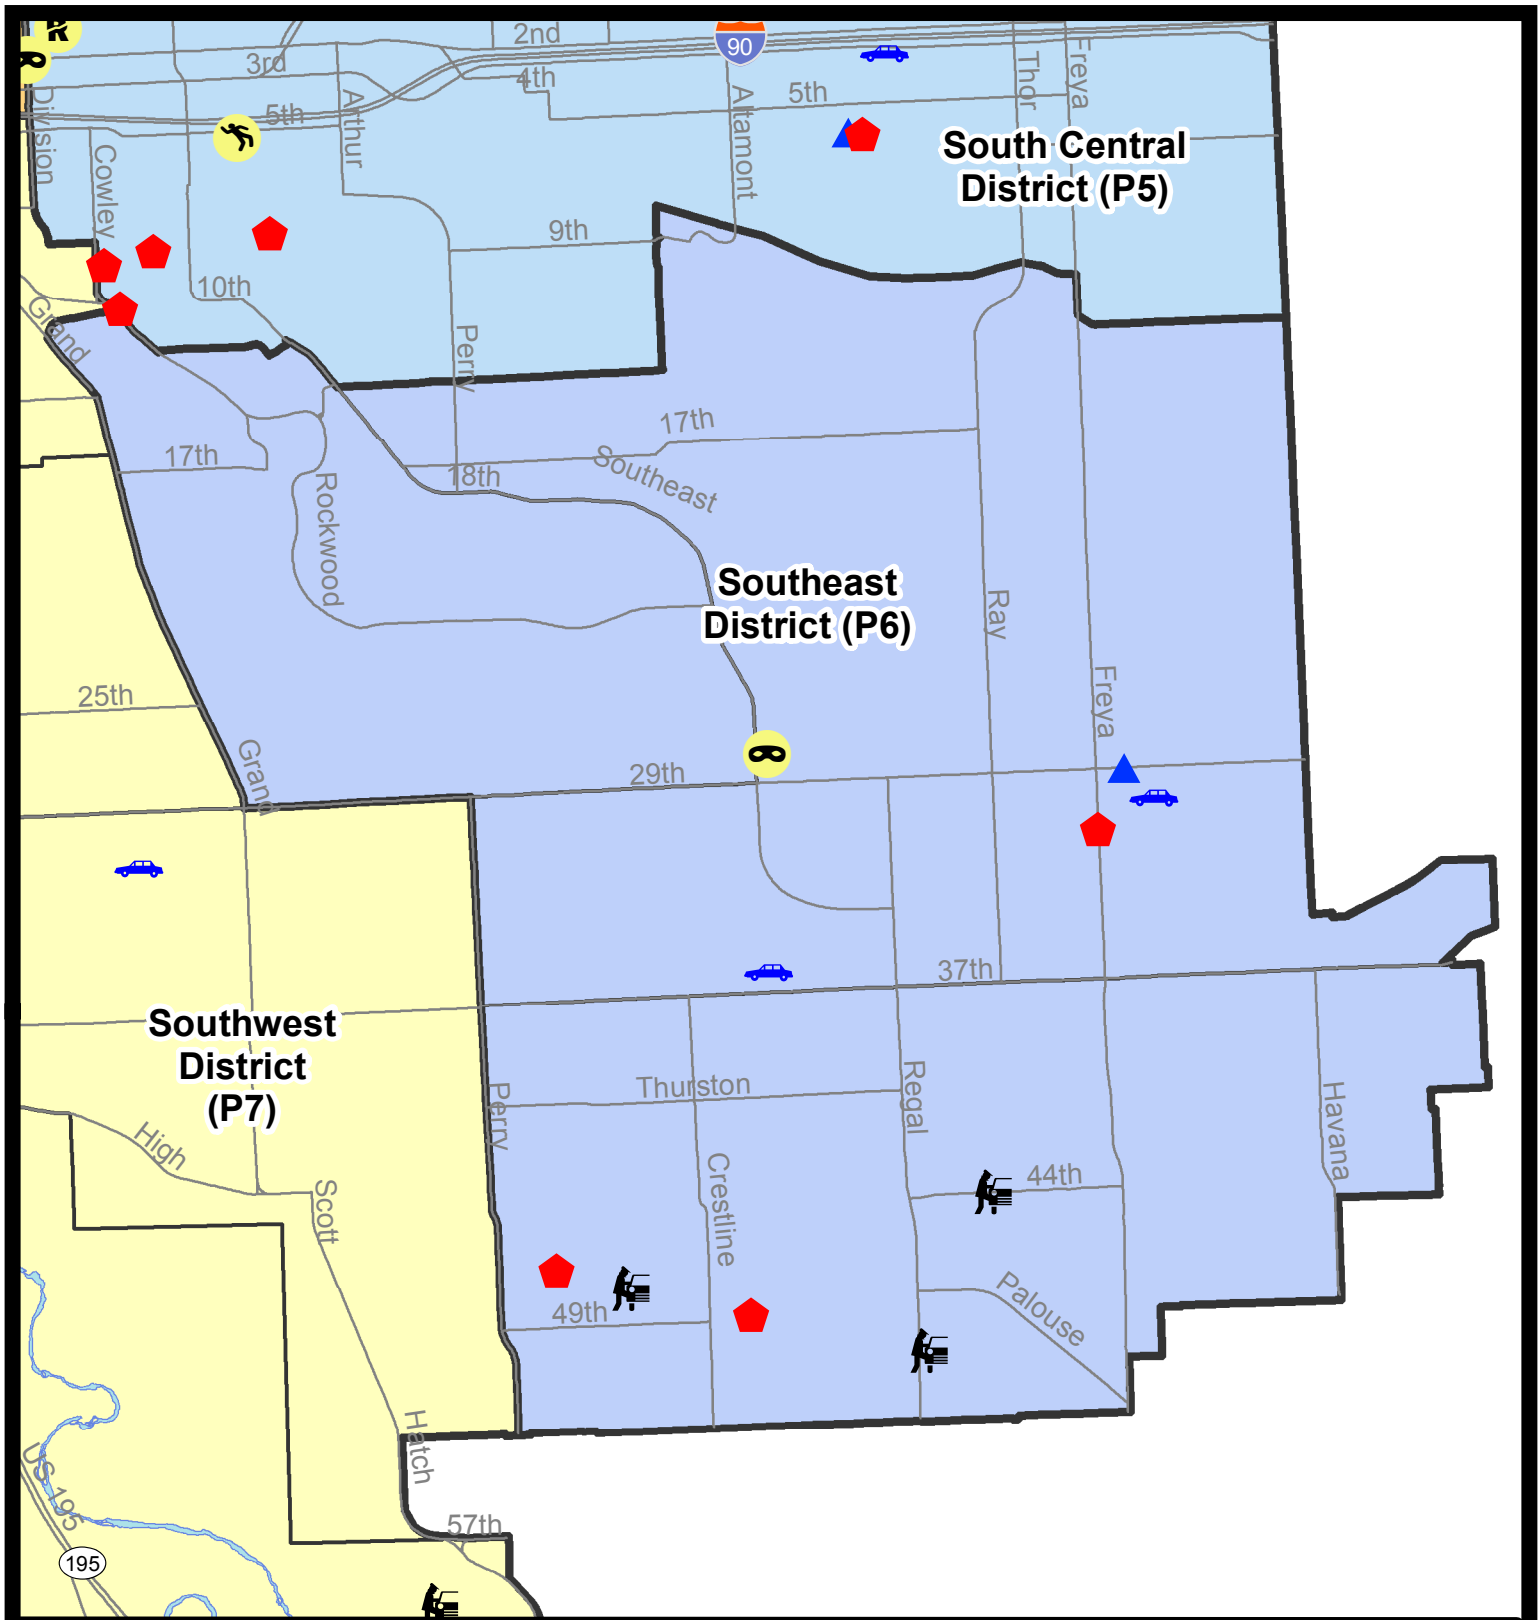 R
2nd
90
3rd
4th
5th
5th
Division
Cowley
Arthur
Altamont
Thor
Freya
South Central
District (P5)
9th
10th
Grand
Perry
17th
17th
18th
Southeast
Rockwood
Southeast
District (P6)
Ray
Freya
25th
Grand
29th
37th
Southwest
District
(P7)
Thurston
Perry
Regal
Havana
High
Scott
Crestline
44th
49th
Palouse
Hatch
US 195
57th
195